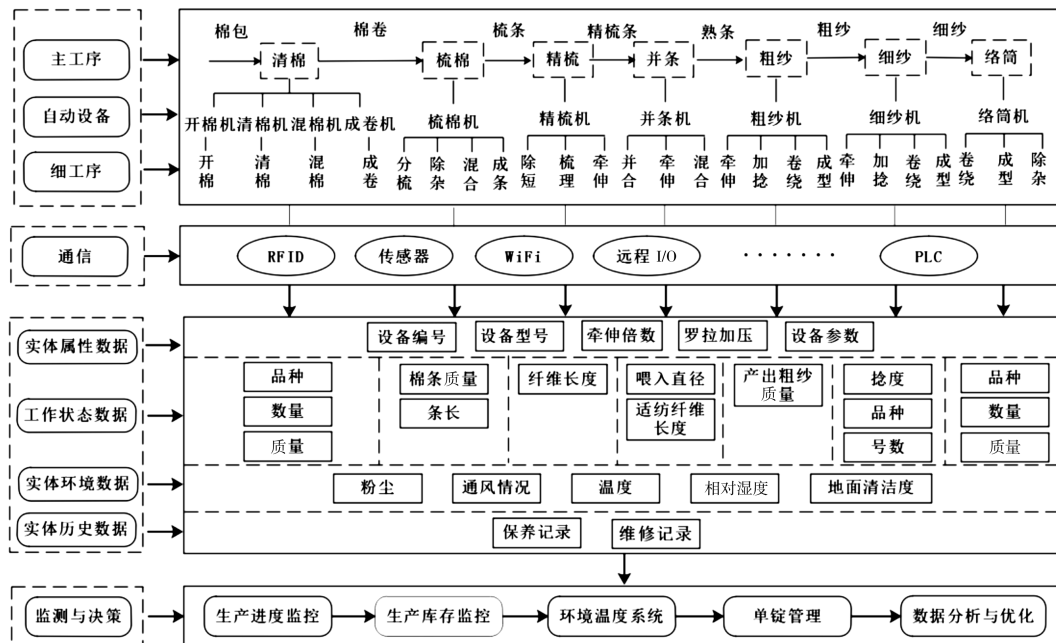 棉包 棉卷 梳条 精梳条 熟条 粗纱 细纱
主工序 清棉 梳棉 精梳 并条 粗纱 细纱 络筒
自动设备 开棉机 清棉机 混棉机 成卷机 梳棉机 精梳机 并条机 粗纱机 细纱机 络筒机
细工序 开棉 清棉 混棉 成卷 分梳 除杂 混合 成条 除短 梳理 牵伸 并合 牵伸 混合 牵伸 加捻 卷绕 成型 牵伸 加捻 卷绕 成型 卷绕 成型 除杂
通信 RFID 传感器 WiFi 远程 I/O ······· PLC
实体属性数据 设备编号 设备型号 牵伸倍数 罗拉加压 设备参数
品种 棉条质量 纤维长度 喂入直径 产出粗纱质量 捻度 品种
工作状态数据 数量 条长 适纺纤维长度 品种 数量
质量 号数 质量
实体环境数据 粉尘 通风情况 温度 相对湿度 地面清洁度
实体历史数据 保养记录 维修记录
监测与决策 生产进度监控 生产库存监控 环境温度系统 单锭管理 数据分析与优化